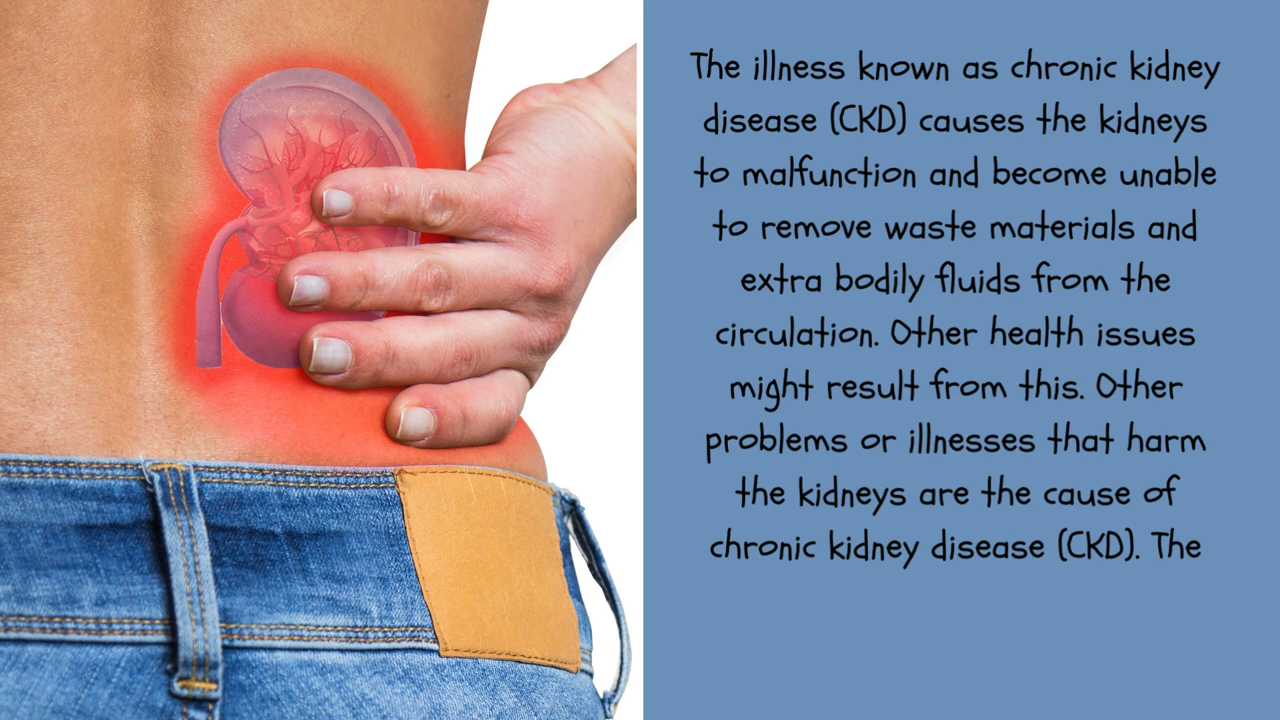 The illness known as chronic kidney
disease (CKD) causes the kidneys
to malfunction and become unable
to remove waste materials and
extra bodily fluids from the
circulation. Other health issues
might result from this. Other
problems or illnesses that harm
the kidneys are the cause of
chronic kidney disease (CKD). The